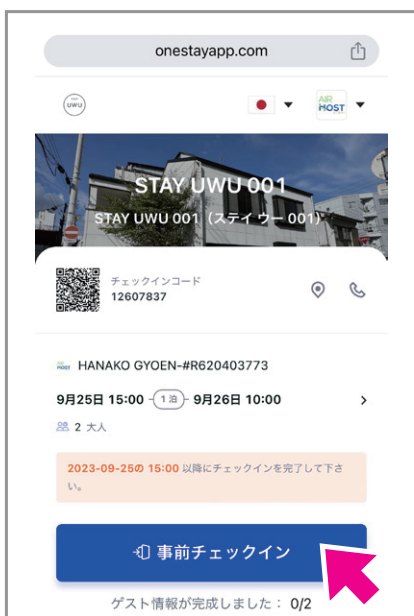 onestayapp.com
UWU
AIR
HOST
STAY UWU 001
STAY UWU 001（ステイ ウー 001）
チェックインコード
12607837
AIR
HOST
HANAKO GYOEN-#R620403773
9月25日 15:00 - 1 泊 - 9月26日 10:00
2 大人
2023-09-25の 15:00 以降にチェックインを完了して下さ
い。
事前チェックイン
ゲスト情報が完成しました： 0/2